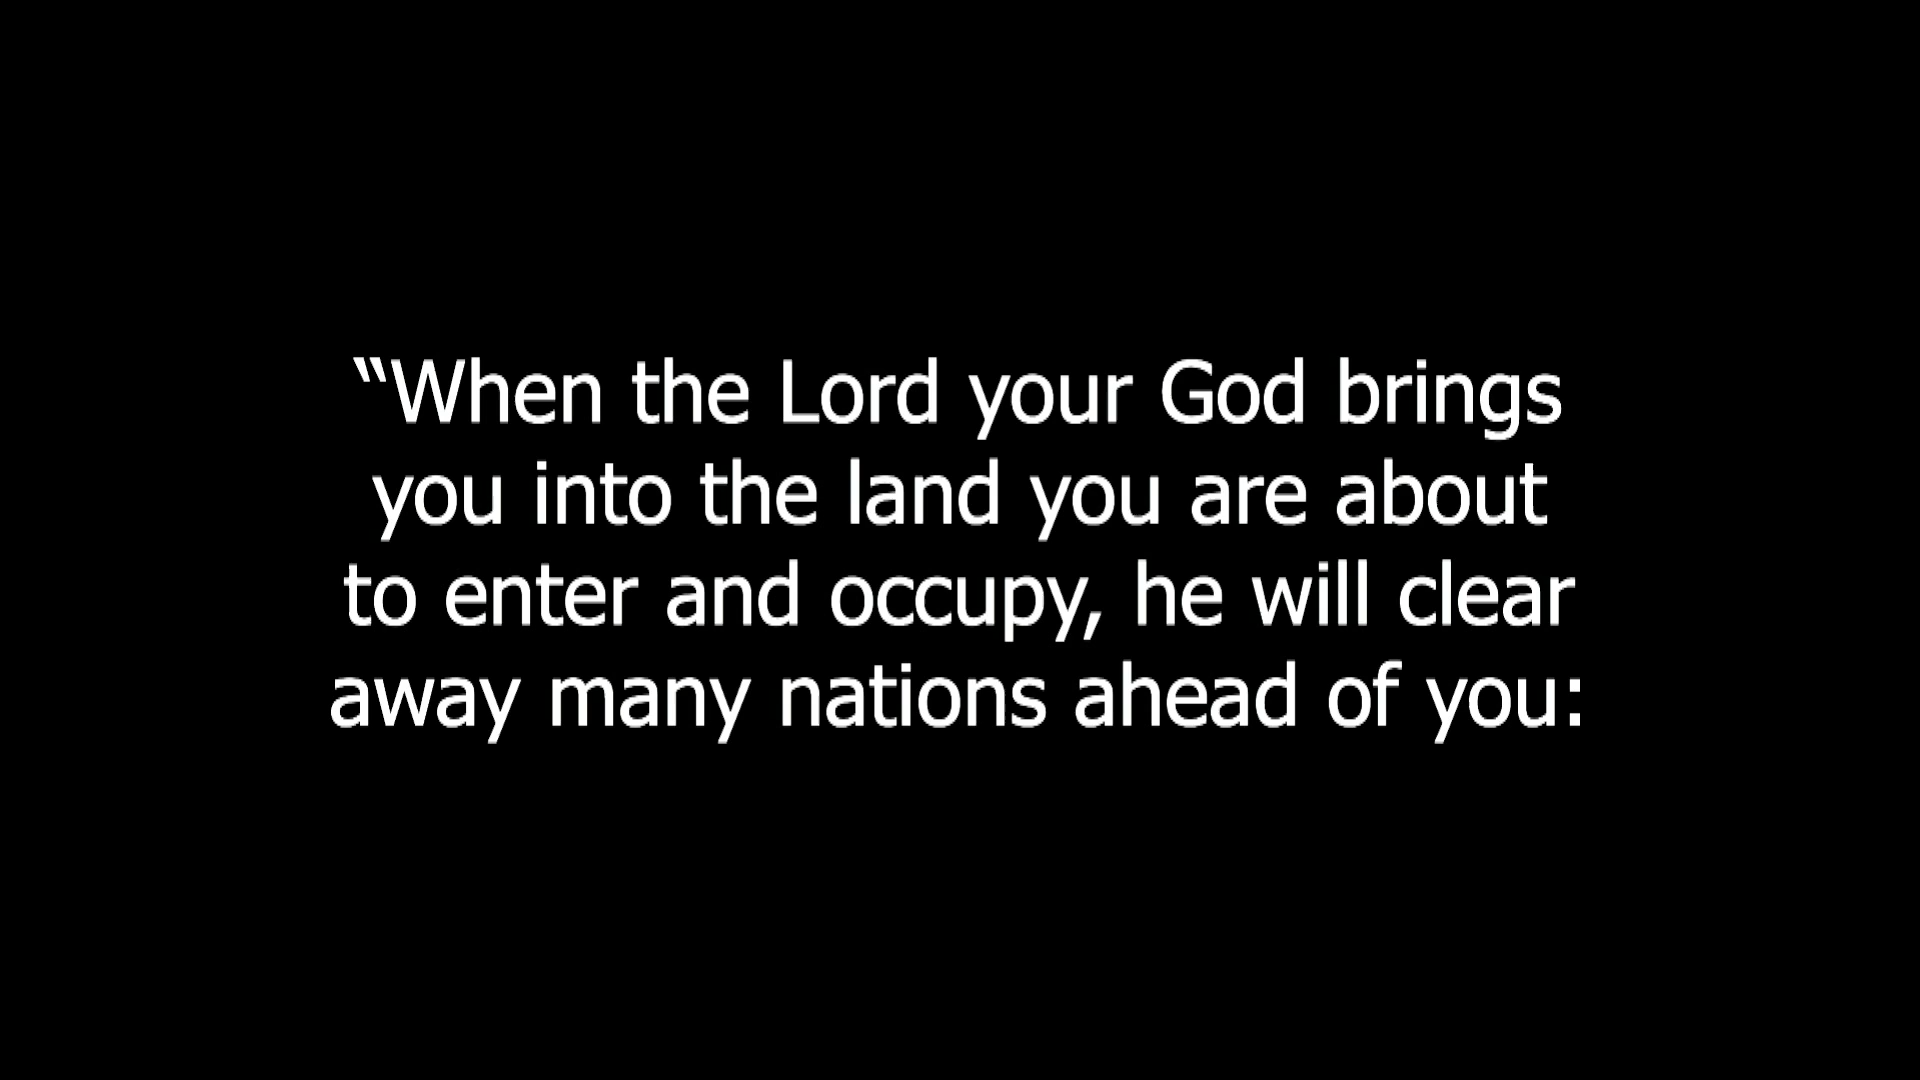 “When the Lord your God brings
you into the land you are about
to enter and occupy, he will clear
away many nations ahead of you: